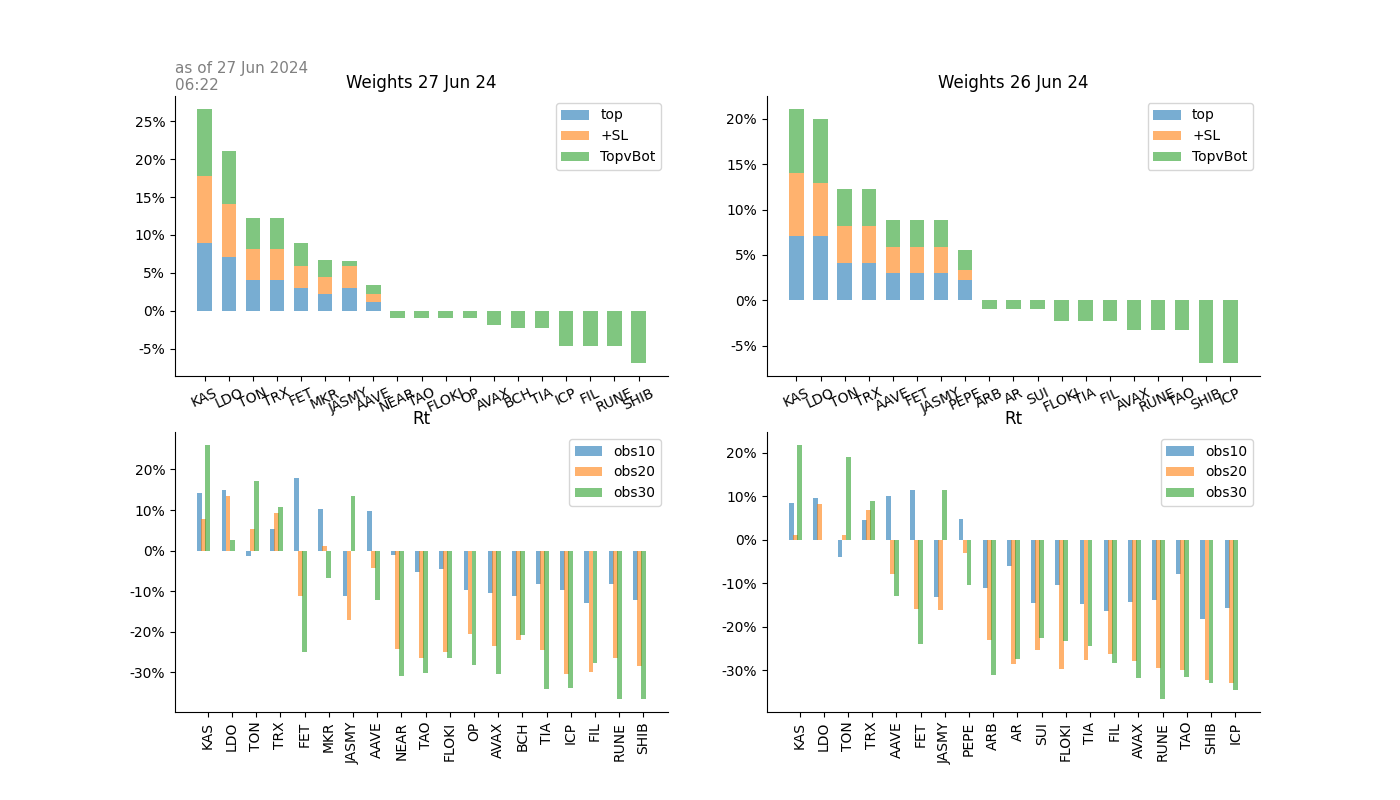 as of 27 Jun 2024
06:22
Weights 27 Jun 24
25%
20%
15%
10%
5%
0%
-5%
top
+SL
TopvBot
KAS LDO TON TRX FET MKR JASMY AAVE NEAR TAO FLOKI OP AVAX BCH TIA ICP FIL RUNE SHIB
Weights 26 Jun 24
20%
15%
10%
5%
0%
-5%
top
+SL
TopvBot
KAS LDO TON TRX AAVE FET JASMY PEPE ARB AR SUI FLOKI TIA FIL AVAX RUNE TAO SHIB ICP
Rt
20%
10%
0%
-10%
-20%
-30%
obs10
obs20
obs30
KAS LDO TON TRX FET MKR JASMY AAVE NEAR TAO FLOKI OP AVAX BCH TIA ICP FIL RUNE SHIB
Rt
20%
10%
0%
-10%
-20%
-30%
obs10
obs20
obs30
KAS LDO TON TRX AAVE FET JASMY PEPE ARB AR SUI FLOKI TIA FIL AVAX RUNE TAO SHIB ICP